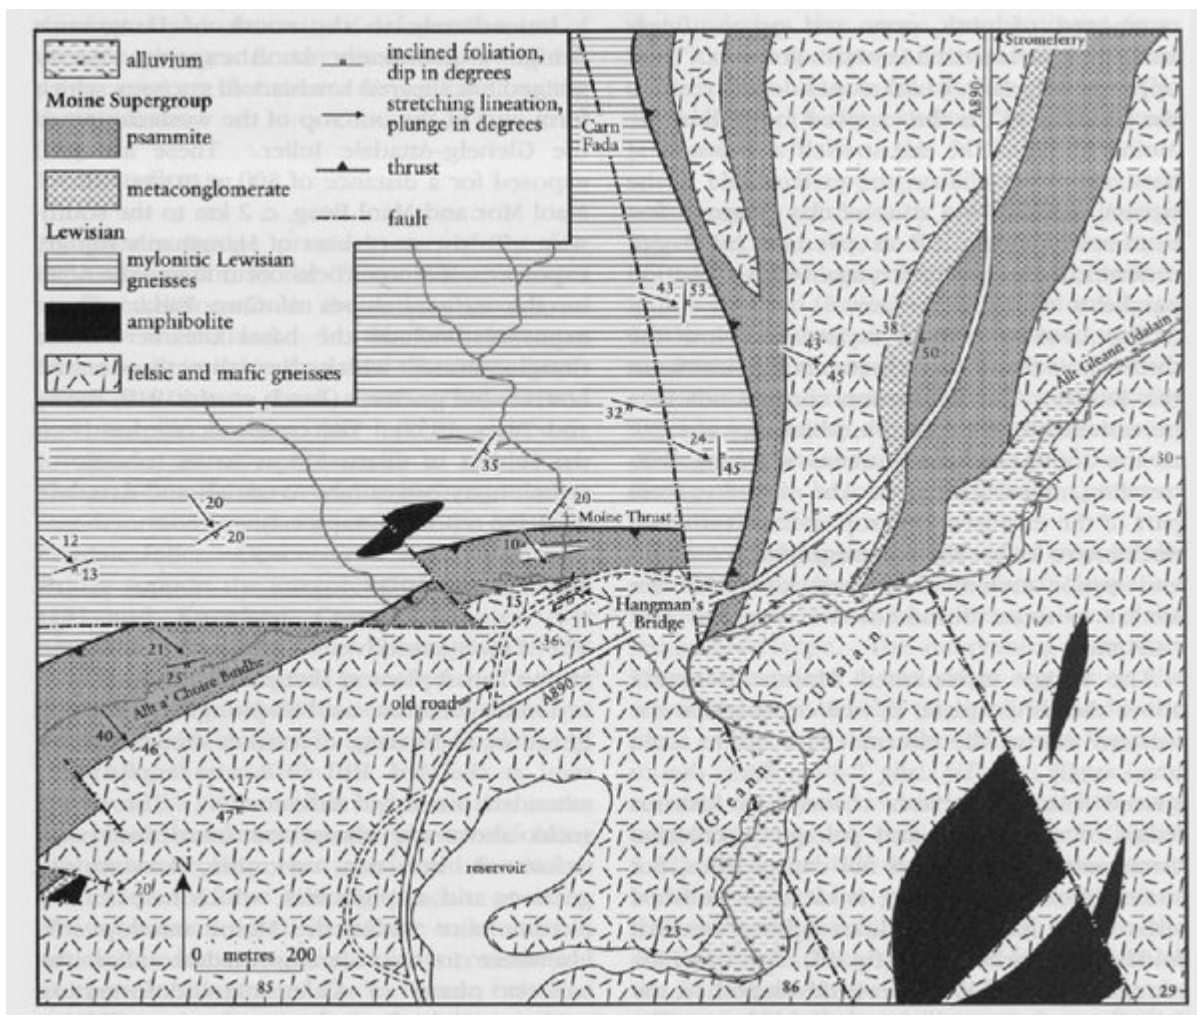 alluvium
Moine Supergroup
psammite
metaconglomerate
Lewisian
mylonitic Lewisian
gneisses
amphibolite
felsic and mafic gneisses
inclined foliation,
dip in degrees
stretching lineation,
plunge in degrees
thrust
fault
Carn
Fada
Stromeferry
A890
43
53
38
50
43
45
Allt Gleann Udalain
32
24
45
30
35
20
20
20
Moine Thrust
12
13
10
15
Hangman's
Bridge
11
36
21
25
Allt a' Choire Buidhe
40
46
old road
A890
Gleann Udalain
17
47
20
N
reservoir
25
0 metres 200
85
86
29